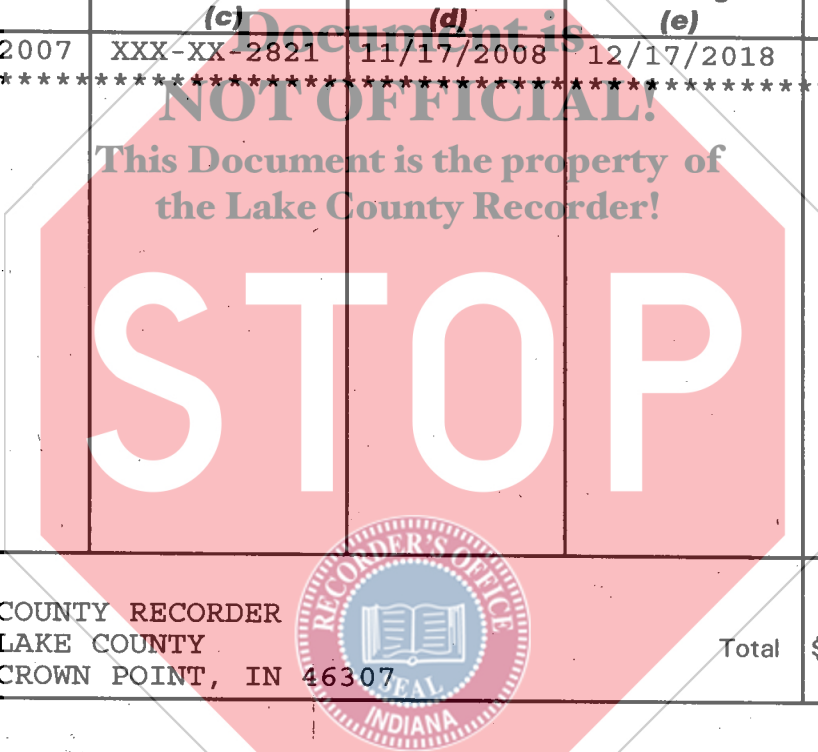 (c) (d) (e)
Document is
2007 XXX-XX-2821 11/17/2008 12/17/2018
****************************************************
NOT OFFICIAL!
This Document is the property of
the Lake County Recorder!
STOP
RECORDER'S OFFICE
SEAL
INDIANA
COUNTY RECORDER
LAKE COUNTY
CROWN POINT, IN 46307
Total $